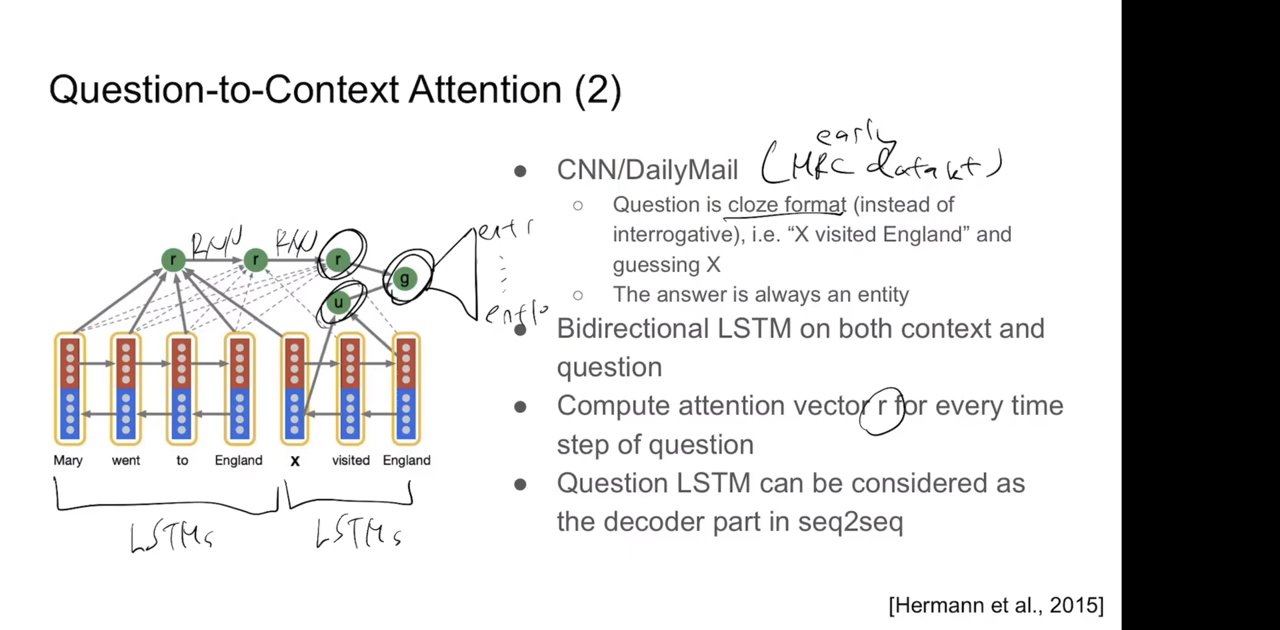 Question-to-Context Attention (2)
early
● CNN/DailyMail (MRC dataset)
○ Question is cloze format (instead of
interrogative), i.e. “X visited England” and
guessing X
○ The answer is always an entity
● Bidirectional LSTM on both context and
question
● Compute attention vector r for every time
step of question
● Question LSTM can be considered as
the decoder part in seq2seq
RNN RNN
r r r
u
g
ent1
Mary went to England X visited England
LSTMs LSTMs
[Hermann et al., 2015]